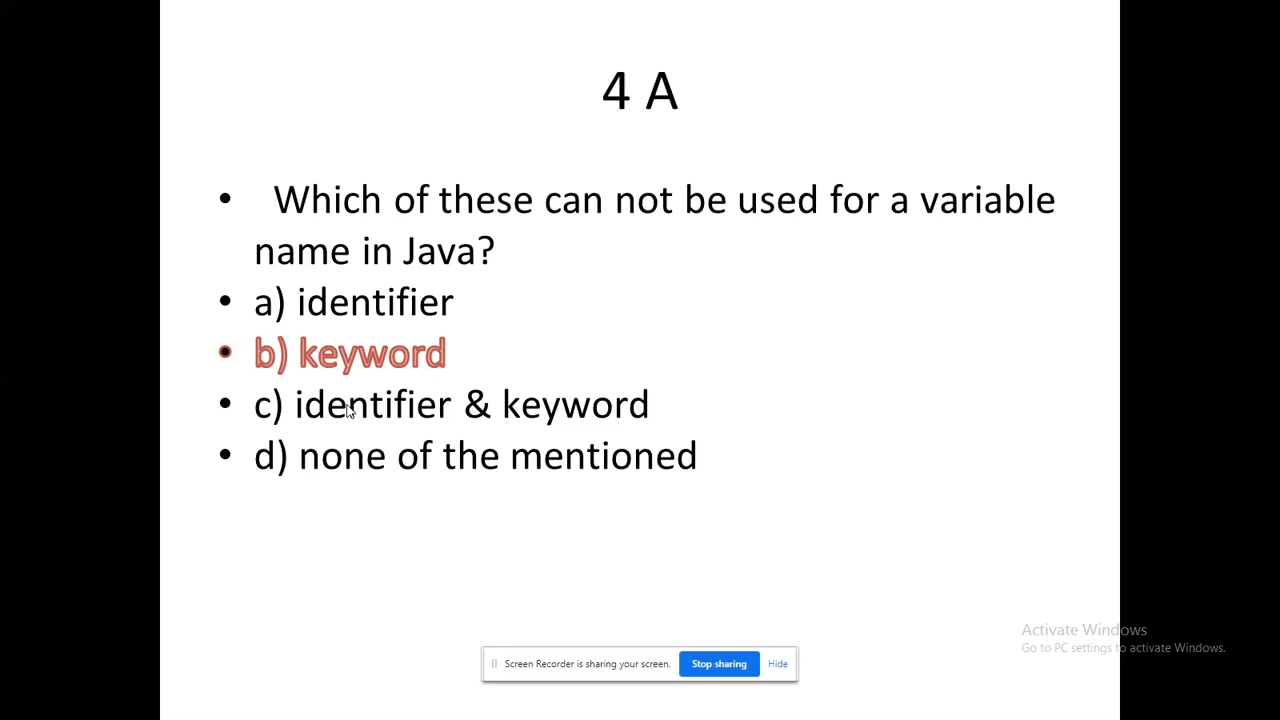 4 A
• Which of these can not be used for a variable
name in Java?
• a) identifier
• b) keyword
• c) identifier & keyword
• d) none of the mentioned
Activate Windows
Go to PC settings to activate Windows.
Screen Recorder is sharing your screen. Stop sharing Hide